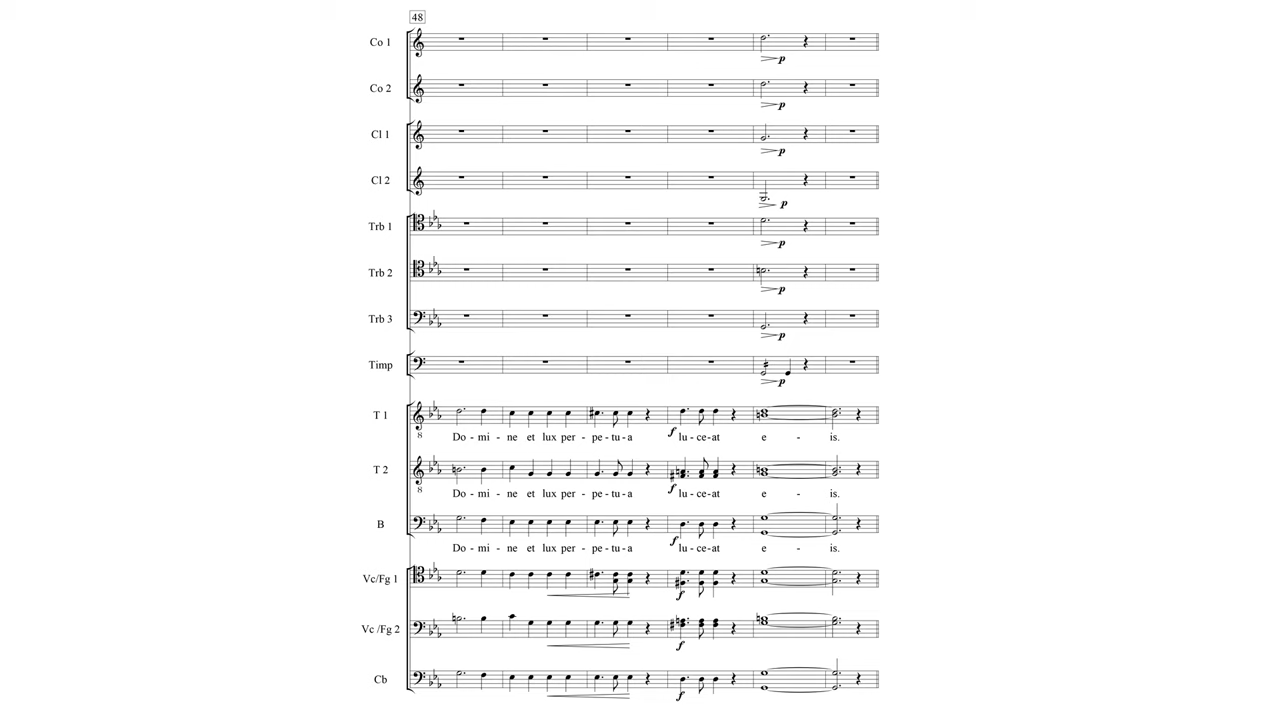 48
Co 1
p
Co 2
p
Cl 1
p
Cl 2
p
Trb 1
p
Trb 2
p
Trb 3
p
Timp
p
T 1
8
f
Do - mi - ne et lux per - pe - tu - a lu - ce - at e - is.
T 2
8
f
Do - mi - ne et lux per - pe - tu - a lu - ce - at e - is.
B
f
Do - mi - ne et lux per - pe - tu - a lu - ce - at e - is.
Vc/Fg 1
f
Vc /Fg 2
f
Cb
f